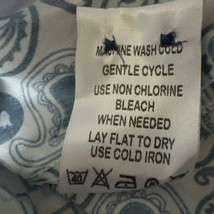 MACHINE WASH COLD
GENTLE CYCLE
USE NON CHLORINE
BLEACH
WHEN NEEDED
LAY FLAT TO DRY
USE COLD IRON